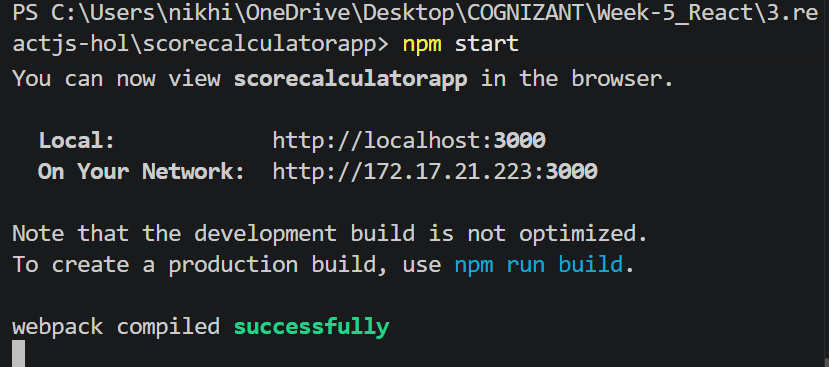 PS C:\Users\nikhi\OneDrive\Desktop\COGNIZANT\Week-5_React\3.re
actjs-hol\scorecalculatorapp> npm start
You can now view scorecalculatorapp in the browser.
Local:            http://localhost:3000
On Your Network:  http://172.17.21.223:3000
Note that the development build is not optimized.
To create a production build, use npm run build.
webpack compiled successfully